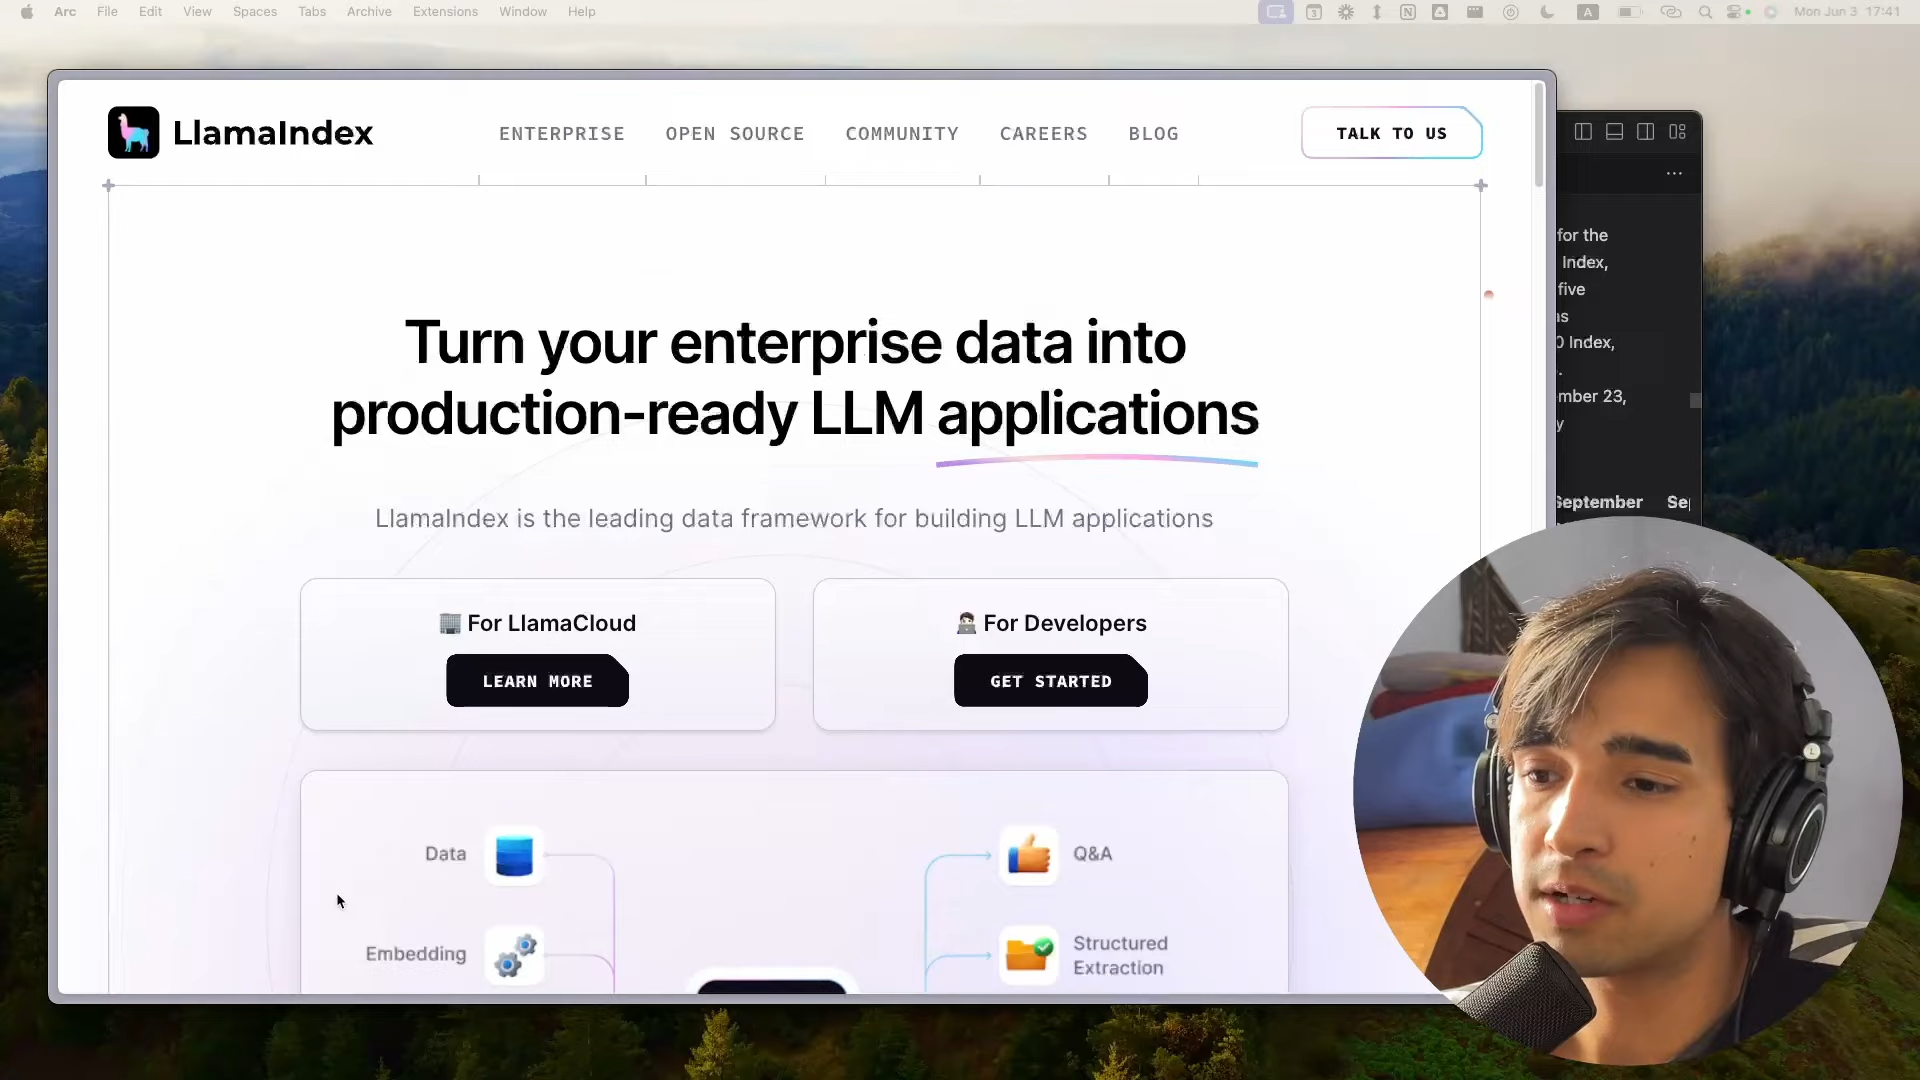 Arc File Edit View Spaces Tabs Archive Extensions Window Help
3
A
Mon Jun 3 17:41
LlamaIndex
ENTERPRISE OPEN SOURCE COMMUNITY CAREERS BLOG
TALK TO US
Turn your enterprise data into
production-ready LLM applications
LlamaIndex is the leading data framework for building LLM applications
For LlamaCloud
LEARN MORE
For Developers
GET STARTED
Data
Embedding
Q&A
Structured
Extraction
for the
Index,
five
0 Index,
mber 23,
September